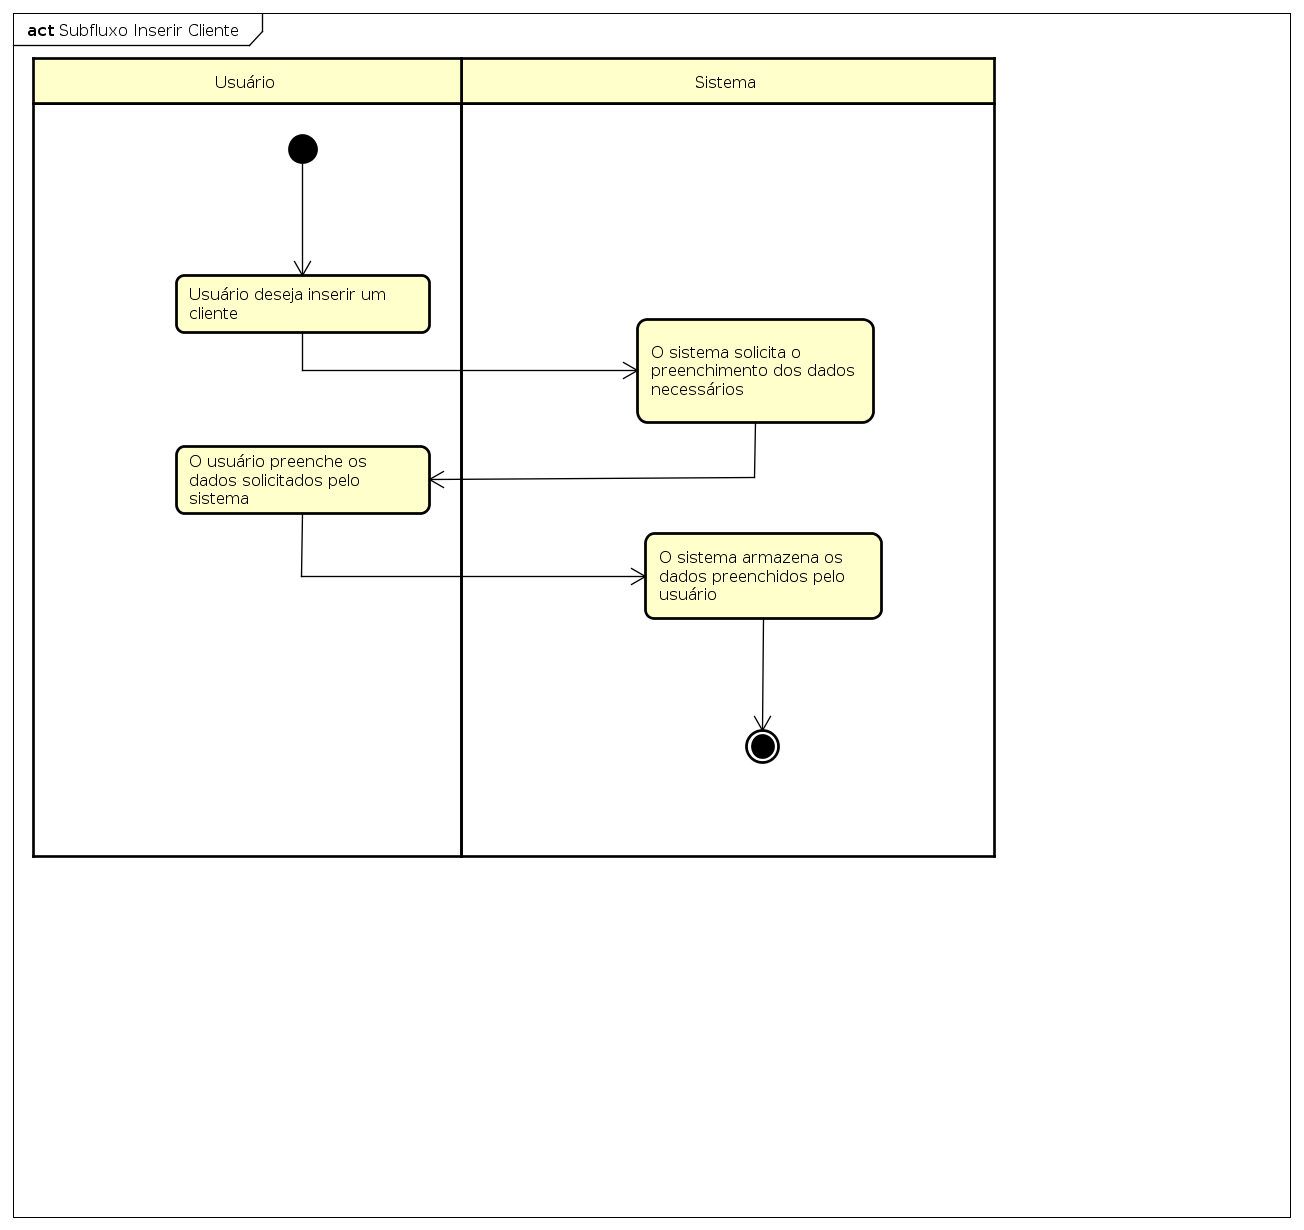 act Subfluxo Inserir Cliente
Usuário
Sistema
Usuário deseja inserir um
cliente
O sistema solicita o
preenchimento dos dados
necessários
O usuário preenche os
dados solicitados pelo
sistema
O sistema armazena os
dados preenchidos pelo
usuário